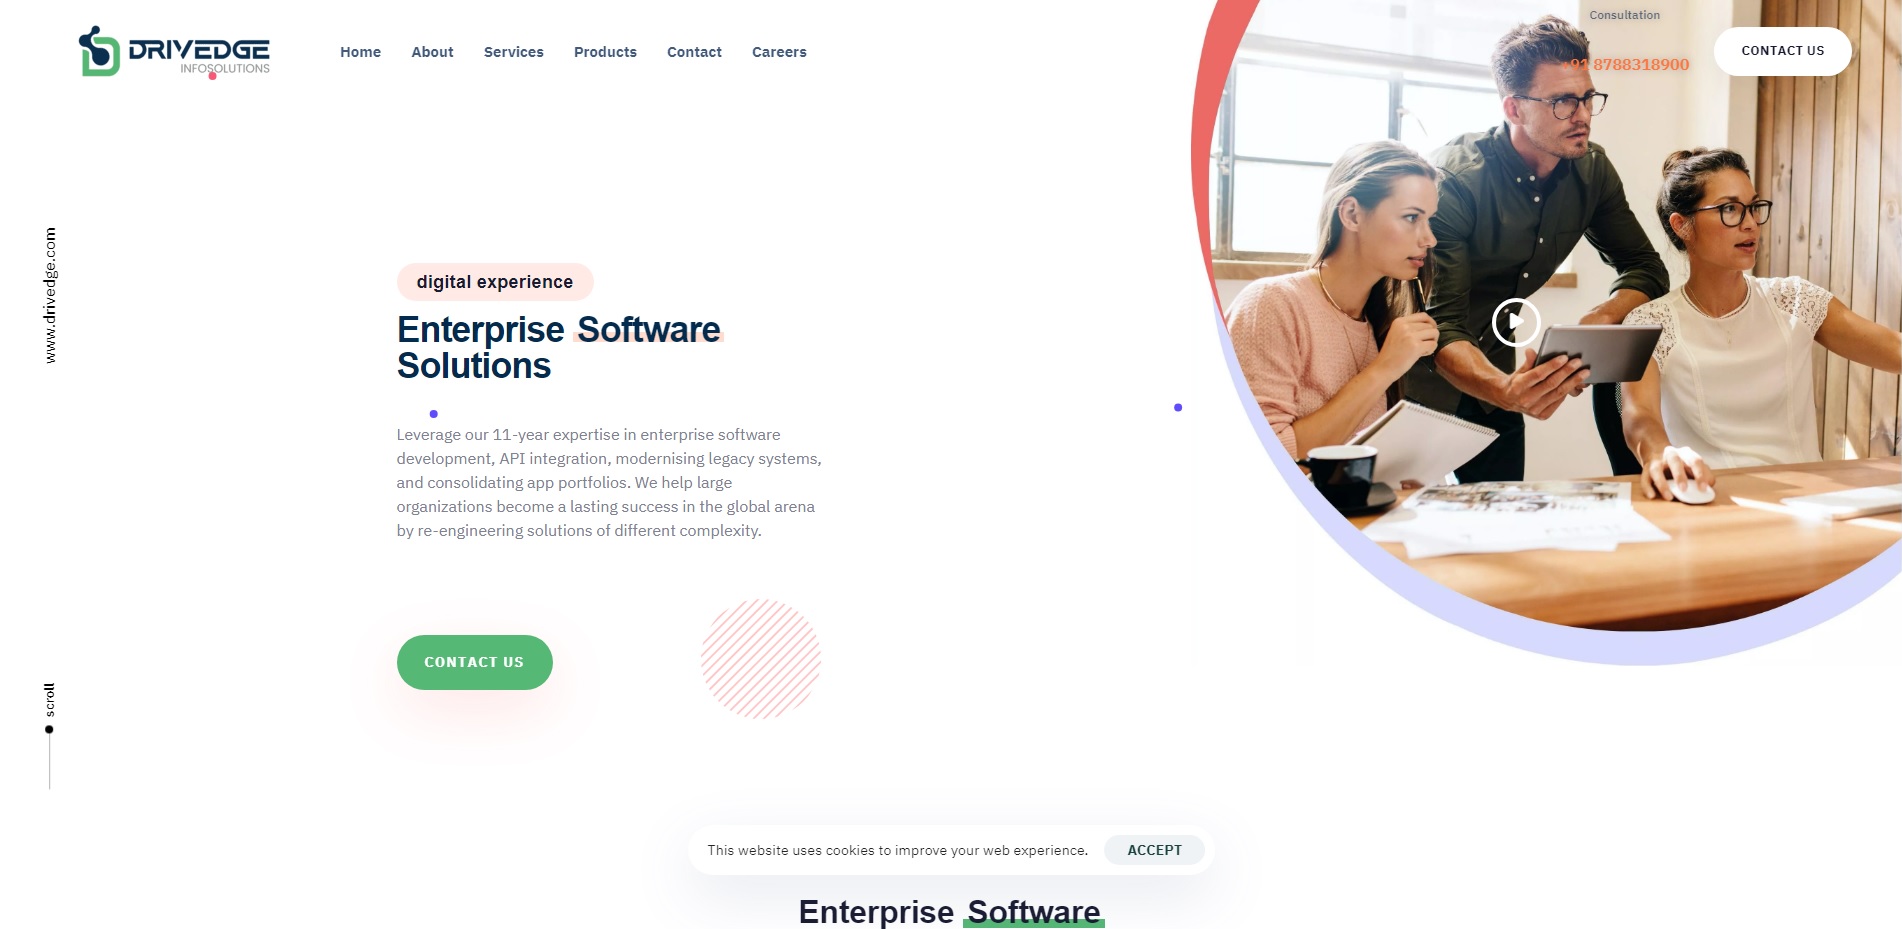 DRIVEDGE
INFOSOLUTIONS
Home
About
Services
Products
Contact
Careers
Consultation
+91 8788318900
CONTACT US
www.drivedge.com
digital experience
Enterprise Software
Solutions
Leverage our 11-year expertise in enterprise software
development, API integration, modernising legacy systems,
and consolidating app portfolios. We help large
organizations become a lasting success in the global arena
by re-engineering solutions of different complexity.
CONTACT US
scroll
This website uses cookies to improve your web experience.
ACCEPT
Enterprise Software